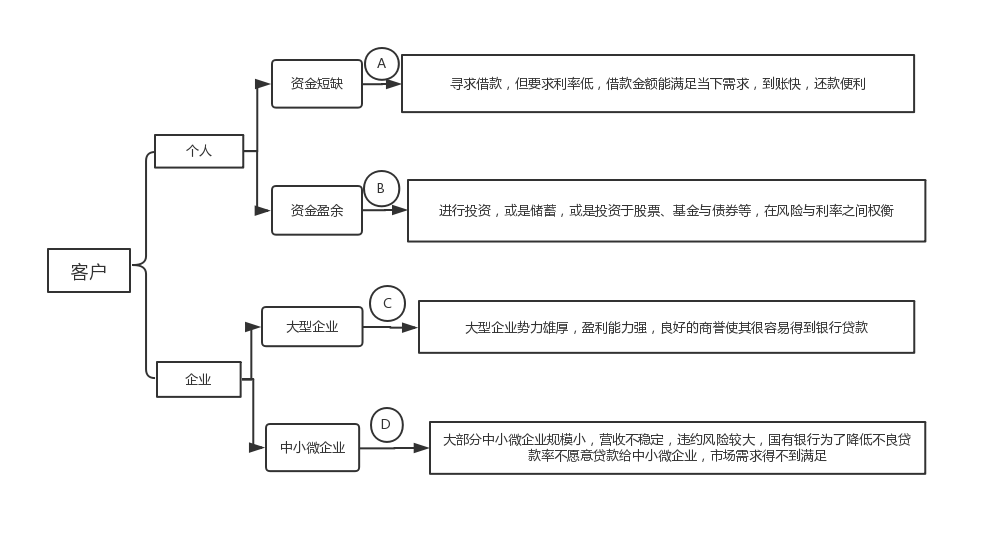 资金短缺
A
寻求借款，但要求利率低，借款金额能满足当下需求，到账快，还款便利
个人
资金盈余
B
进行投资，或是储蓄，或是投资于股票、基金与债券等，在风险与利率之间权衡
客户
大型企业
C
大型企业势力雄厚，盈利能力强，良好的商誉使其很容易得到银行贷款
企业
中小微企业
D
大部分中小微企业规模小，营收不稳定，违约风险较大，国有银行为了降低不良贷
款率不愿意贷款给中小微企业，市场需求得不到满足